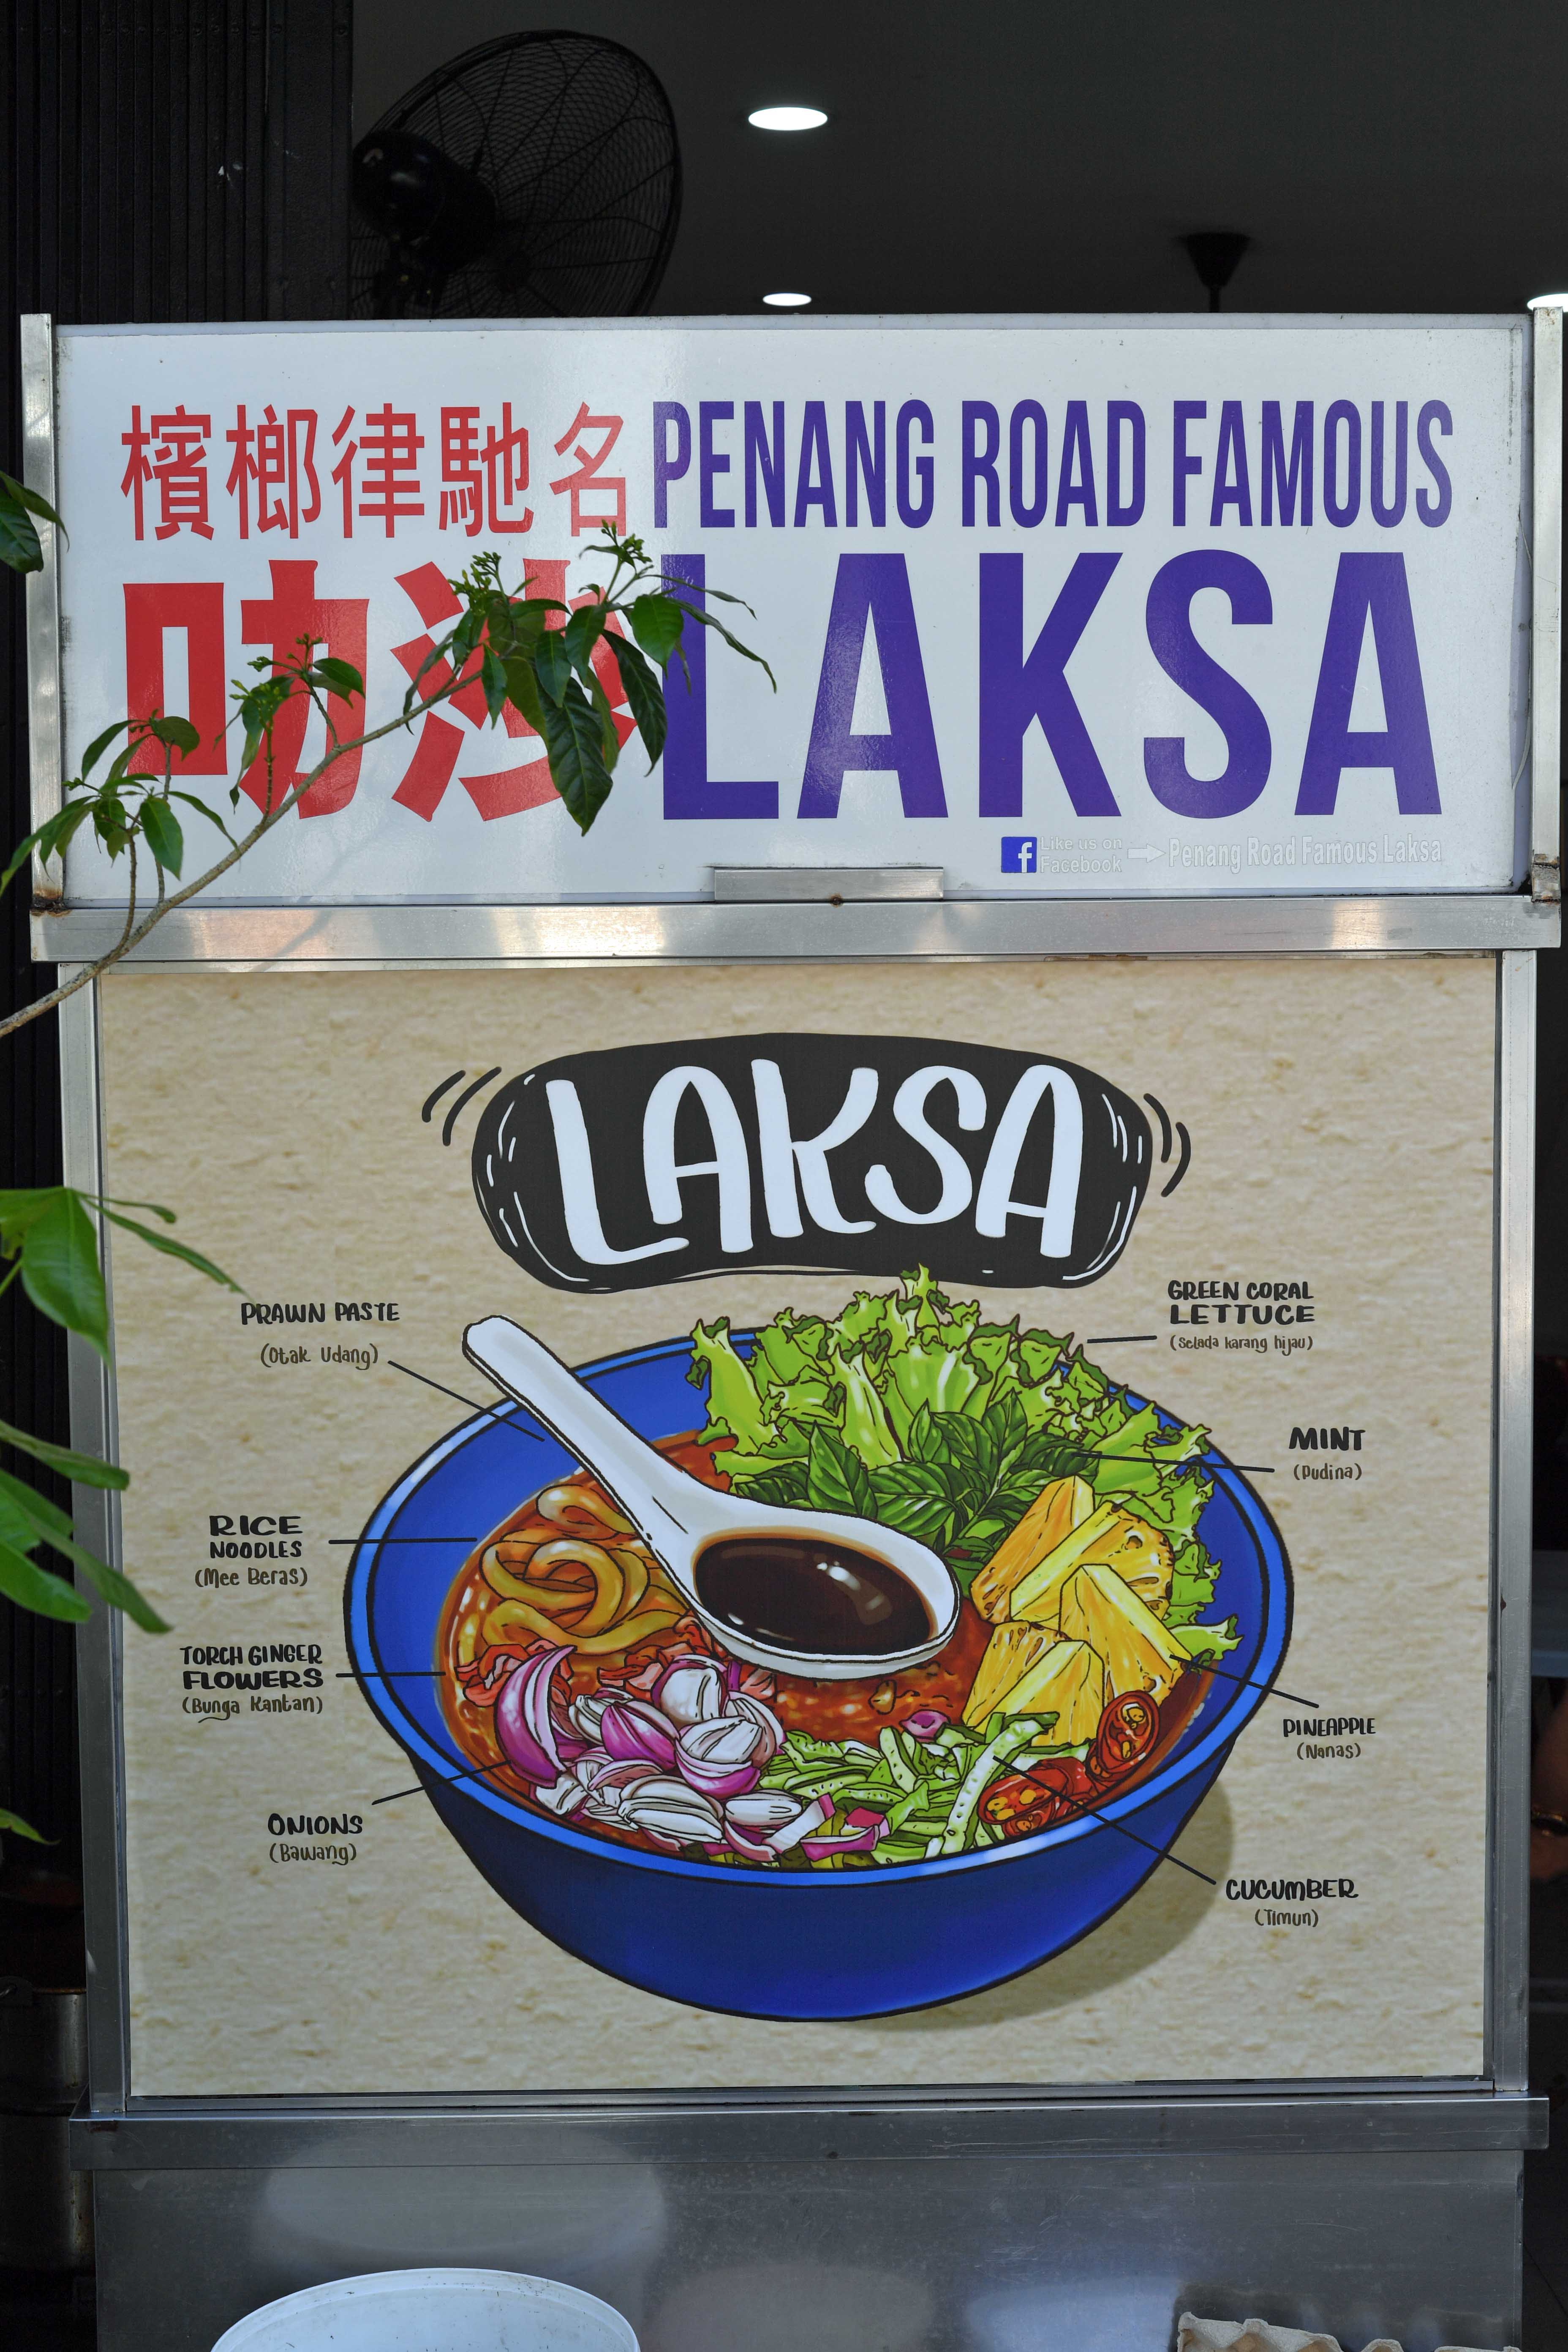 檳榔律馳名
叻沙
PENANG ROAD FAMOUS
LAKSA
f
Like us on
Facebook
Penang Road Famous Laksa
LAKSA
PRAWN PASTE
(Otak Udang)
RICE
NOODLES
(Mee Beras)
TORCH GINGER
FLOWERS
(Bunga Kantan)
ONIONS
(Bawang)
GREEN CORAL
LETTUCE
(Selada karang hijau)
MINT
(Pudina)
PINEAPPLE
(Nanas)
CUCUMBER
(Timun)